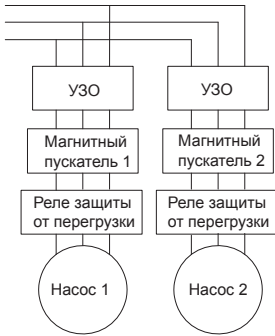 УЗО
УЗО
Магнитный
пускатель 1
Магнитный
пускатель 2
Реле защиты
от перегрузки
Реле защиты
от перегрузки
Насос 1
Насос 2